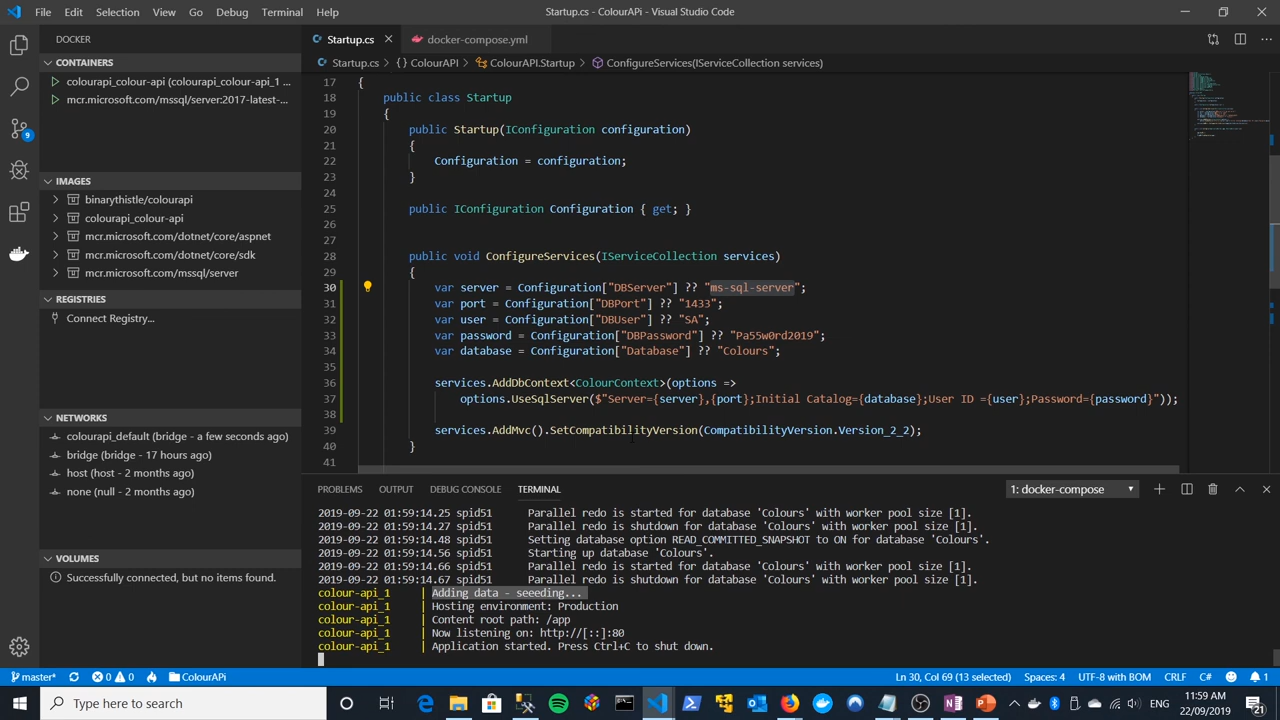 File Edit Selection View Go Debug Terminal Help
Startup.cs - ColourAPi - Visual Studio Code
DOCKER
CONTAINERS
colourapi_colour-api (colourapi_colour-api_1 ...
mcr.microsoft.com/mssql/server:2017-latest-...
9
IMAGES
binarythistle/colourapi
colourapi_colour-api
mcr.microsoft.com/dotnet/core/aspnet
mcr.microsoft.com/dotnet/core/sdk
mcr.microsoft.com/mssql/server
REGISTRIES
Connect Registry...
NETWORKS
colourapi_default (bridge - a few seconds ago)
bridge (bridge - 17 hours ago)
host (host - 2 months ago)
none (null - 2 months ago)
VOLUMES
Successfully connected, but no items found.
Startup.cs docker-compose.yml
Startup.cs > {} ColourAPI > ColourAPI.Startup > ConfigureServices(IServiceCollection services)
17 {
18 public class Startup
19 {
20 public Startup(IConfiguration configuration)
21 {
22 Configuration = configuration;
23 }
24
25 public IConfiguration Configuration { get; }
26
27
28 public void ConfigureServices(IServiceCollection services)
29 {
30 var server = Configuration["DBServer"] ?? "ms-sql-server";
31 var port = Configuration["DBPort"] ?? "1433";
32 var user = Configuration["DBUser"] ?? "SA";
33 var password = Configuration["DBPassword"] ?? "Pa55w0rd2019";
34 var database = Configuration["Database"] ?? "Colours";
35
36 services.AddDbContext<ColourContext>(options =>
37 options.UseSqlServer($"Server={server},{port};Initial Catalog={database};User ID ={user};Password={password}"));
38
39 services.AddMvc().SetCompatibilityVersion(CompatibilityVersion.Version_2_2);
40 }
41
PROBLEMS OUTPUT DEBUG CONSOLE TERMINAL 1: docker-compose
2019-09-22 01:59:14.25 spid51 Parallel redo is started for database 'Colours' with worker pool size [1].
2019-09-22 01:59:14.27 spid51 Parallel redo is shutdown for database 'Colours' with worker pool size [1].
2019-09-22 01:59:14.48 spid51 Setting database option READ_COMMITTED_SNAPSHOT to ON for database 'Colours'.
2019-09-22 01:59:14.56 spid51 Starting up database 'Colours'.
2019-09-22 01:59:14.66 spid51 Parallel redo is started for database 'Colours' with worker pool size [1].
2019-09-22 01:59:14.67 spid51 Parallel redo is shutdown for database 'Colours' with worker pool size [1].
colour-api_1 | Adding data - seeeding...
colour-api_1 | Hosting environment: Production
colour-api_1 | Content root path: /app
colour-api_1 | Now listening on: http://[::]:80
colour-api_1 | Application started. Press Ctrl+C to shut down.
master* 0 0 ColourAPi Ln 30, Col 69 (13 selected) Spaces: 4 UTF-8 with BOM CRLF C# 1
Type here to search
11:59 AM
22/09/2019
21